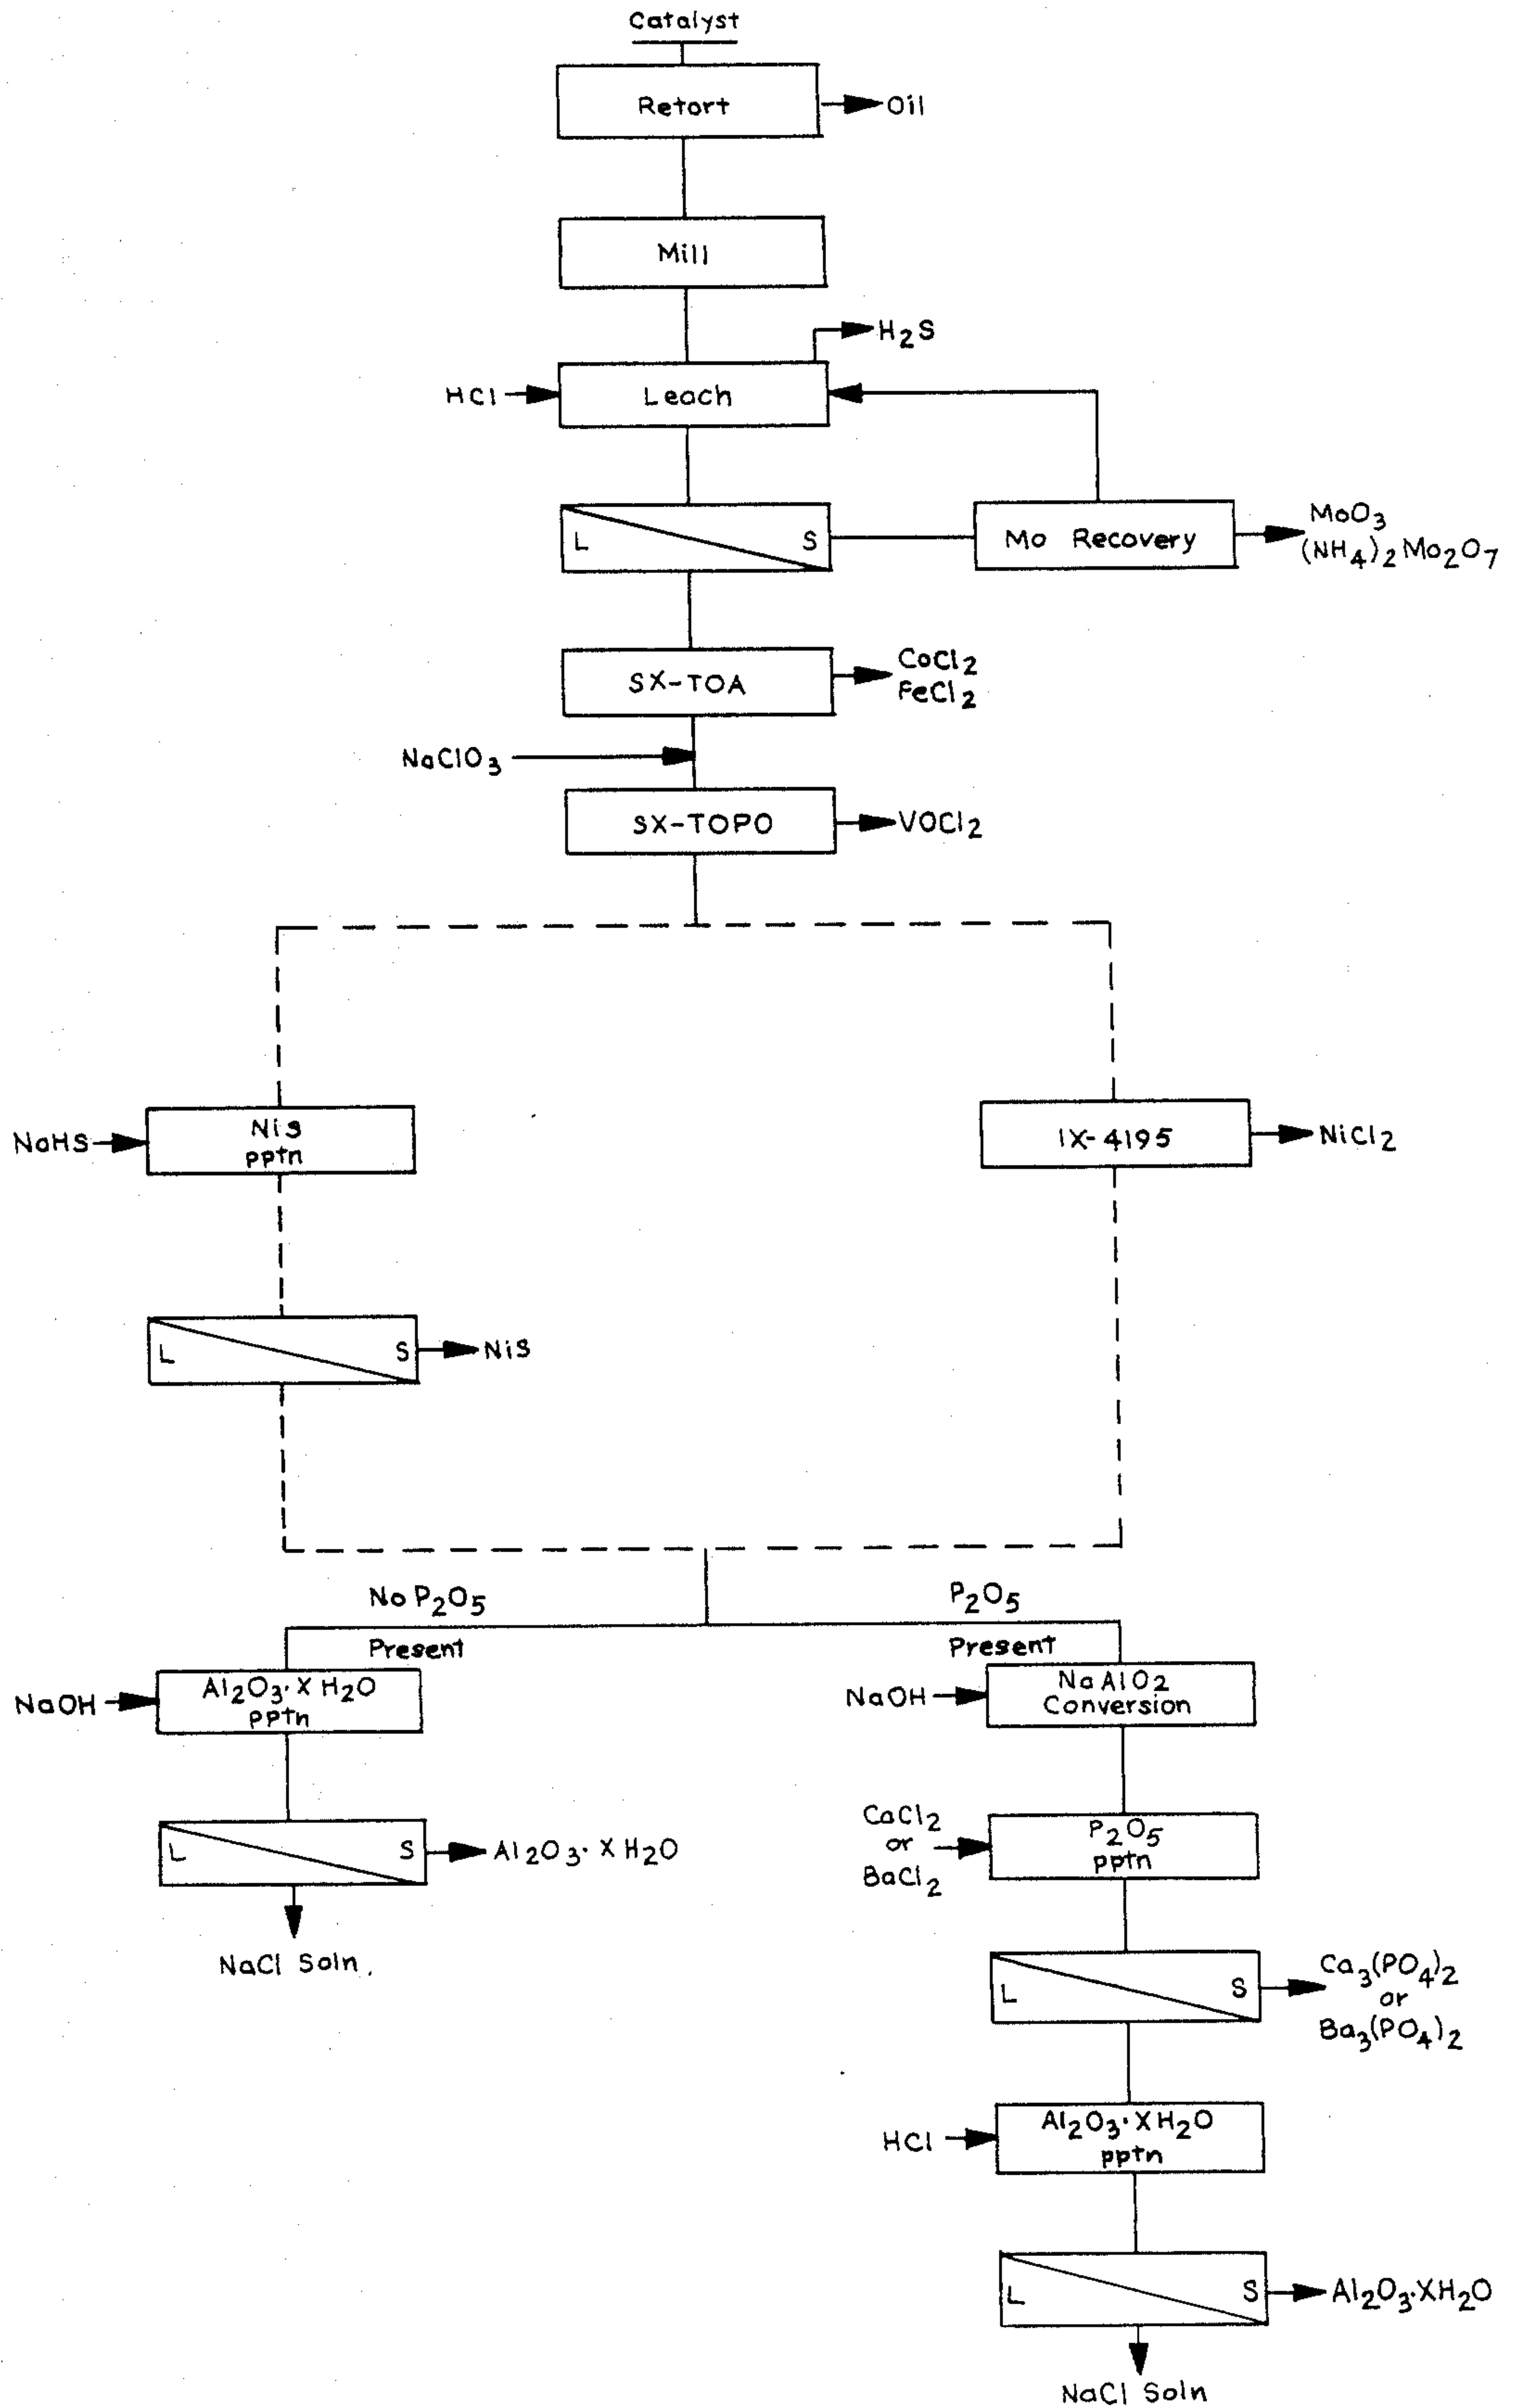 Catalyst
Retort
Oil
Mill
H₂S
HCl
Leach
L
S
Mo Recovery
MoO₃
(NH₄)₂Mo₂O₇
SX-TOA
CoCl₂
FeCl₂
NaClO₃
SX-TOPO
VOCl₂
NaHS
NiS
pptn
IX-4195
NiCl₂
L
S
NiS
No P₂O₅
Present
P₂O₅
Present
NaOH
Al₂O₃·XH₂O
pptn
NaOH
NaAlO₂
Conversion
L
S
Al₂O₃·XH₂O
NaCl Soln.
CaCl₂
or
BaCl₂
P₂O₅
pptn
L
S
Ca₃(PO₄)₂
or
Ba₃(PO₄)₂
HCl
Al₂O₃·XH₂O
pptn
L
S
Al₂O₃·XH₂O
NaCl Soln